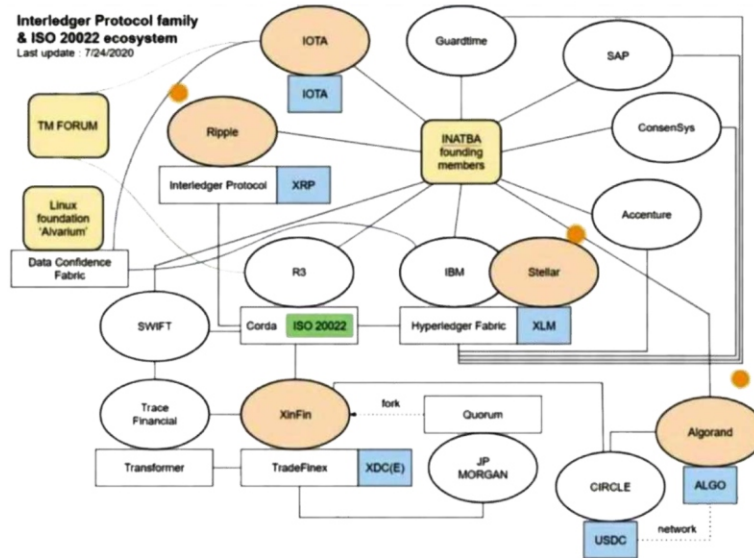 Interledger Protocol family
& ISO 20022 ecosystem
Last update : 7/24/2020
IOTA
IOTA
Guardtime
SAP
TM FORUM
Ripple
INATBA
founding
members
ConsenSys
Interledger Protocol
XRP
Linux
foundation
'Alvarium'
Accenture
Data Confidence
Fabric
R3
IBM
Stellar
SWIFT
Corda
ISO 20022
Hyperledger Fabric
XLM
Trace
Financial
XinFin
fork
Quorum
Algorand
Transformer
TradeFinex
XDC(E)
JP
MORGAN
CIRCLE
ALGO
network
USDC